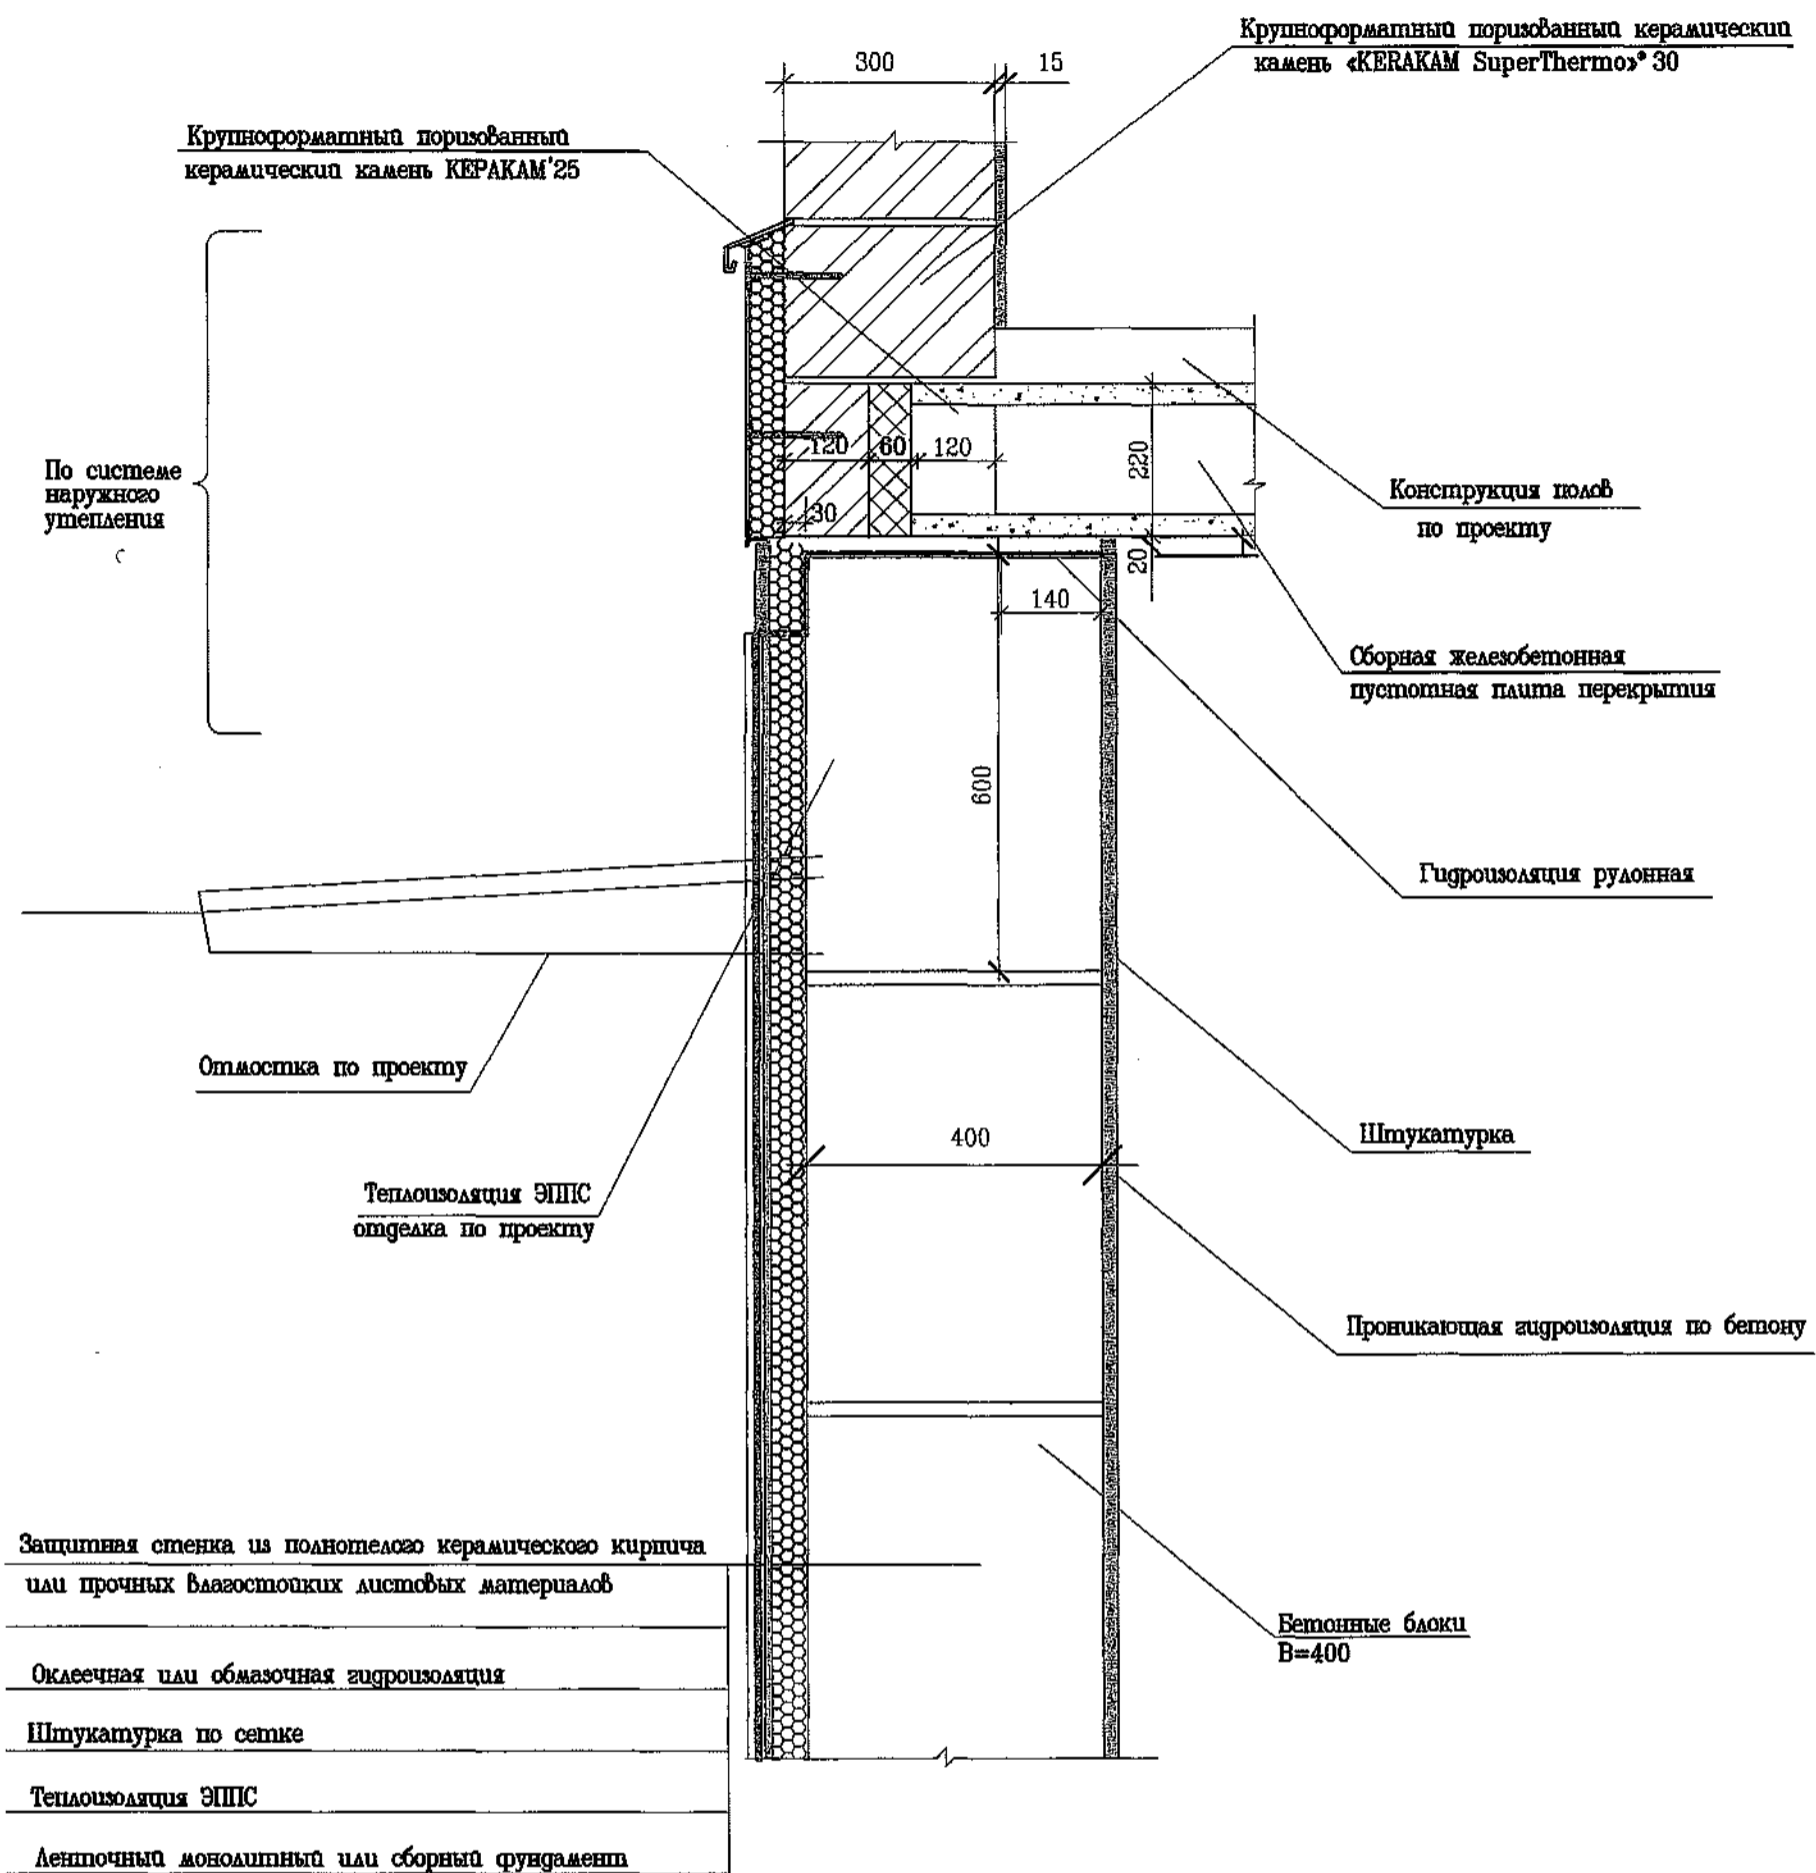 Крупноформатный поризованный керамический
камень «KERAKAM SuperThermo»® 30
300
15
Крупноформатный поризованный
керамический камень КЕРАКАМ'25
По системе
наружного
утепления
120
60
120
220
30
20
Конструкция полов
по проекту
140
Сборная железобетонная
пустотная плита перекрытия
600
Гидроизоляция рулонная
Отмостка по проекту
400
Штукатурка
Теплоизоляция ЭППС
отделка по проекту
Проникающая гидроизоляция по бетону
Защитная стенка из полнотелого керамического кирпича
или прочных влагостойких листовых материалов
Оклеечная или обмазочная гидроизоляция
Штукатурка по сетке
Теплоизоляция ЭППС
Ленточный монолитный или сборный фундамент
Бетонные блоки
В=400